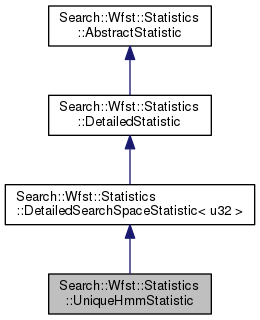 Search::Wfst::Statistics
::AbstractStatistic
Search::Wfst::Statistics
::DetailedStatistic
Search::Wfst::Statistics
::DetailedSearchSpaceStatistic< u32 >
Search::Wfst::Statistics
::UniqueHmmStatistic